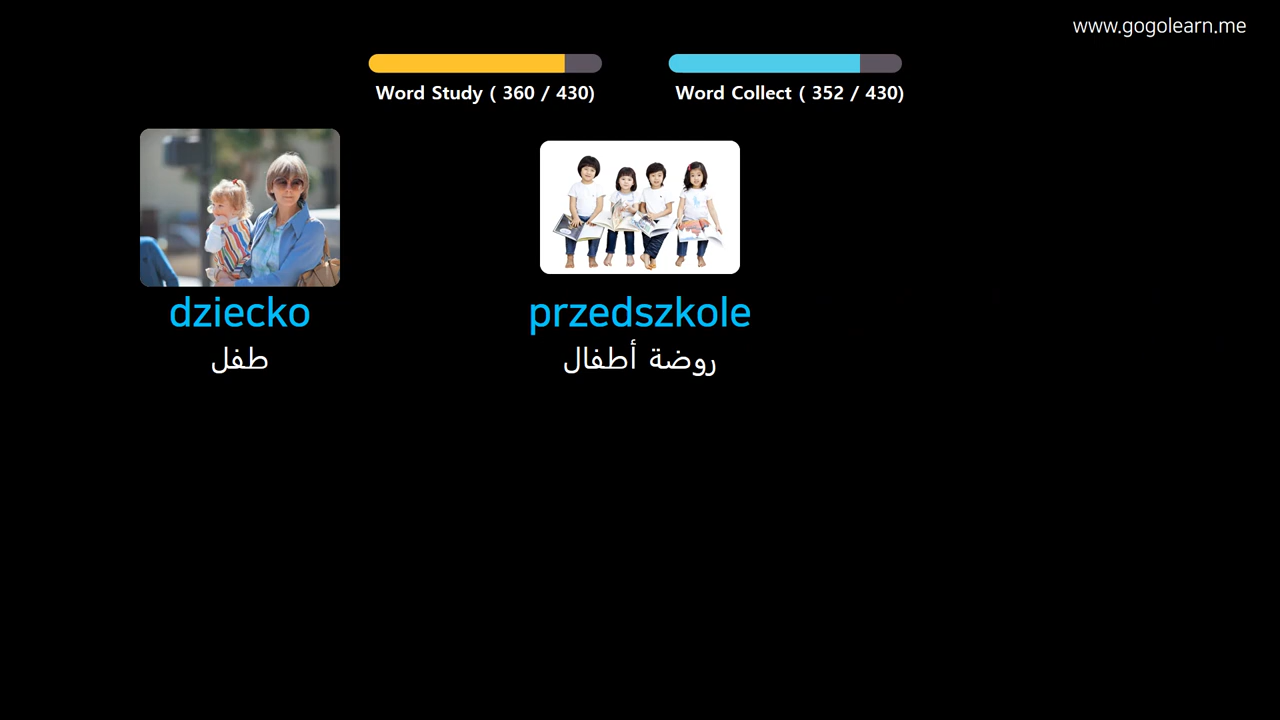 www.gogolearn.me
Word Study ( 360 / 430)
Word Collect ( 352 / 430)
dziecko
طفل
przedszkole
روضة أطفال